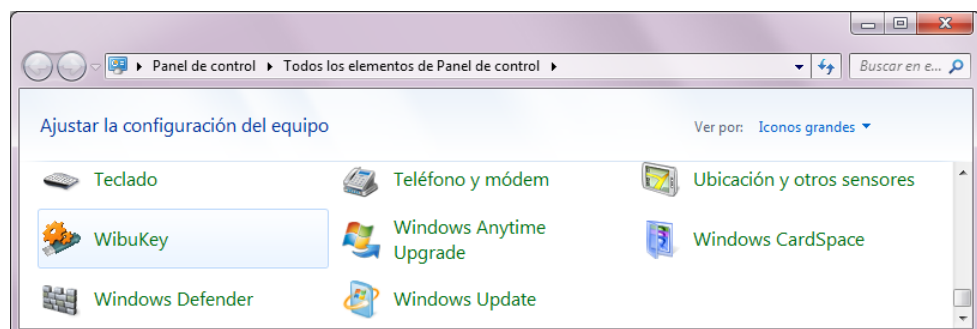 Panel de control Todos los elementos de Panel de control Buscar en e...
Ajustar la configuración del equipo Ver por: Iconos grandes
Teclado Teléfono y módem Ubicación y otros sensores
WibuKey Windows Anytime Upgrade Windows CardSpace
Windows Defender Windows Update